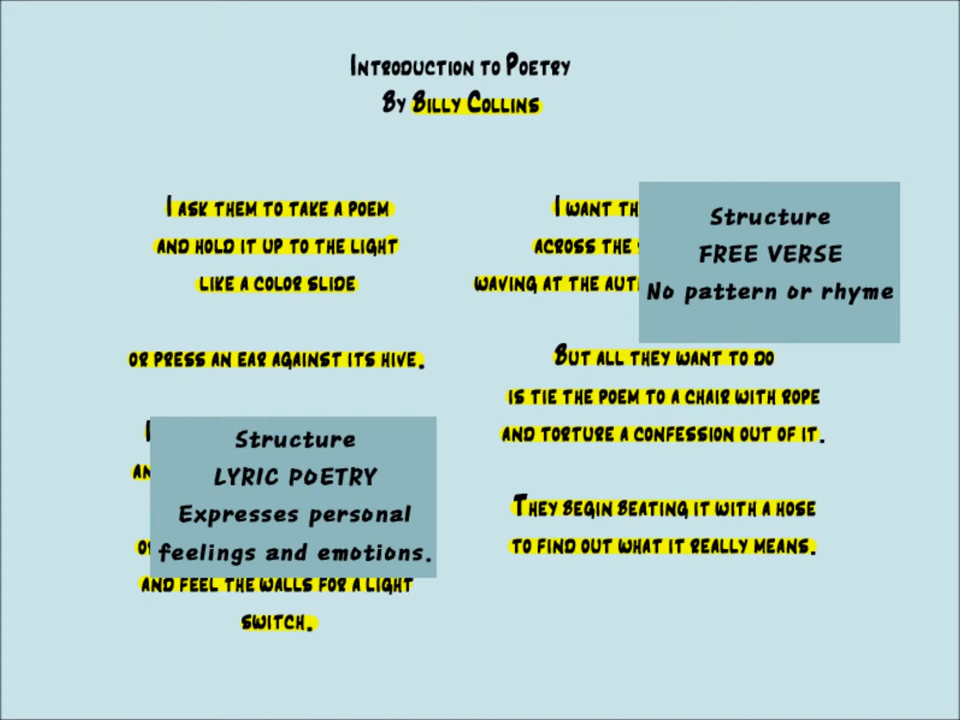 Introduction to Poetry
By Billy Collins
I ask them to take a poem
and hold it up to the light
like a color slide
or press an ear against its hive.
Structure
LYRIC POETRY
Expresses personal
feelings and emotions.
and feel the walls for a light
switch.
I want
across the
waving at the
Structure
FREE VERSE
No pattern or rhyme
But all they want to do
is tie the poem to a chair with rope
and torture a confession out of it.
They begin beating it with a hose
to find out what it really means.